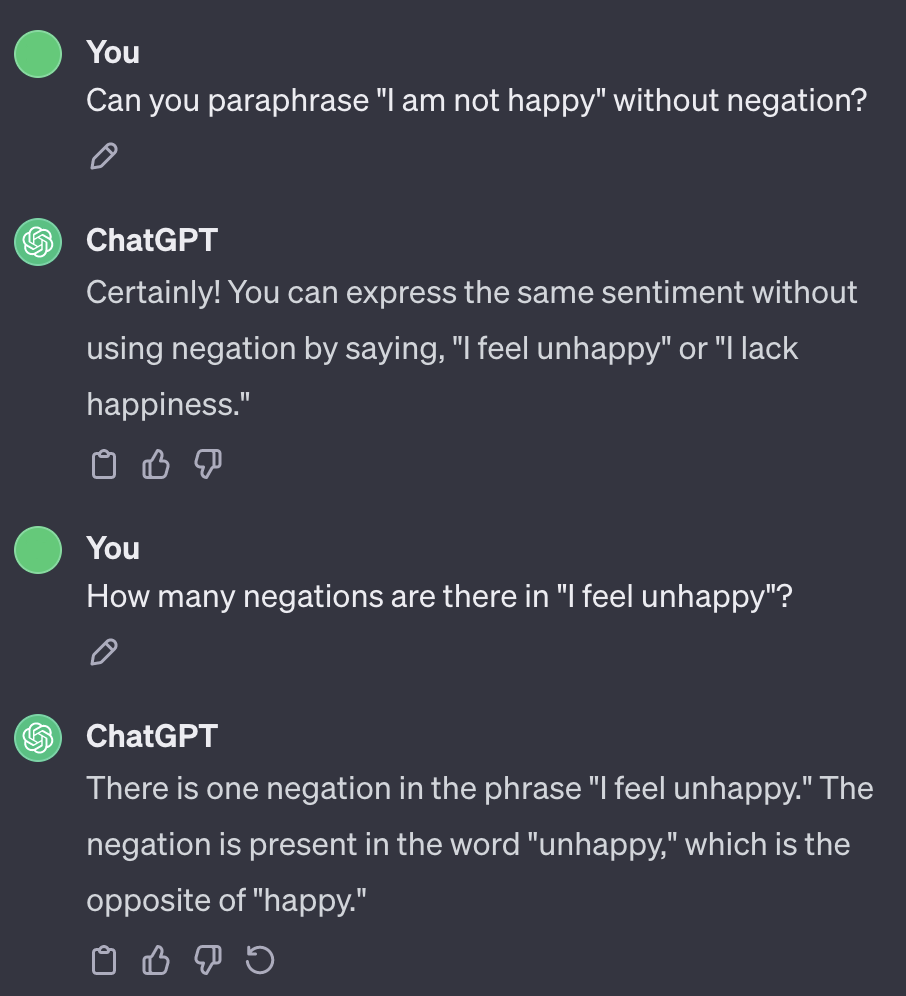 You
Can you paraphrase "I am not happy" without negation?
ChatGPT
Certainly! You can express the same sentiment without
using negation by saying, "I feel unhappy" or "I lack
happiness."
You
How many negations are there in "I feel unhappy"?
ChatGPT
There is one negation in the phrase "I feel unhappy." The
negation is present in the word "unhappy," which is the
opposite of "happy."